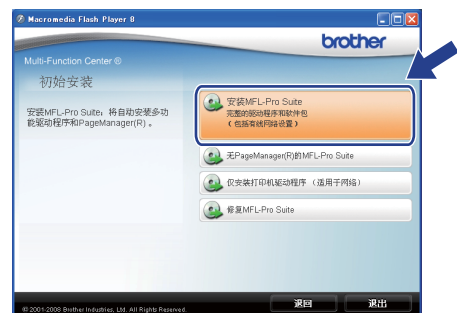 Macromedia Flash Player 8
brother
Multi-Function Center ®
初始安装
安装MFL-Pro Suite：将自动安装多功
能驱动程序和PageManager(R)。
安装MFL-Pro Suite
完整的驱动程序和软件包
（包括有线网络设置）
无PageManager(R)的MFL-Pro Suite
仅安装打印机驱动程序 （适用于网络）
修复MFL-Pro Suite
© 2001-2008 Brother Industries, Ltd. All Rights Reserved.
退回
退出